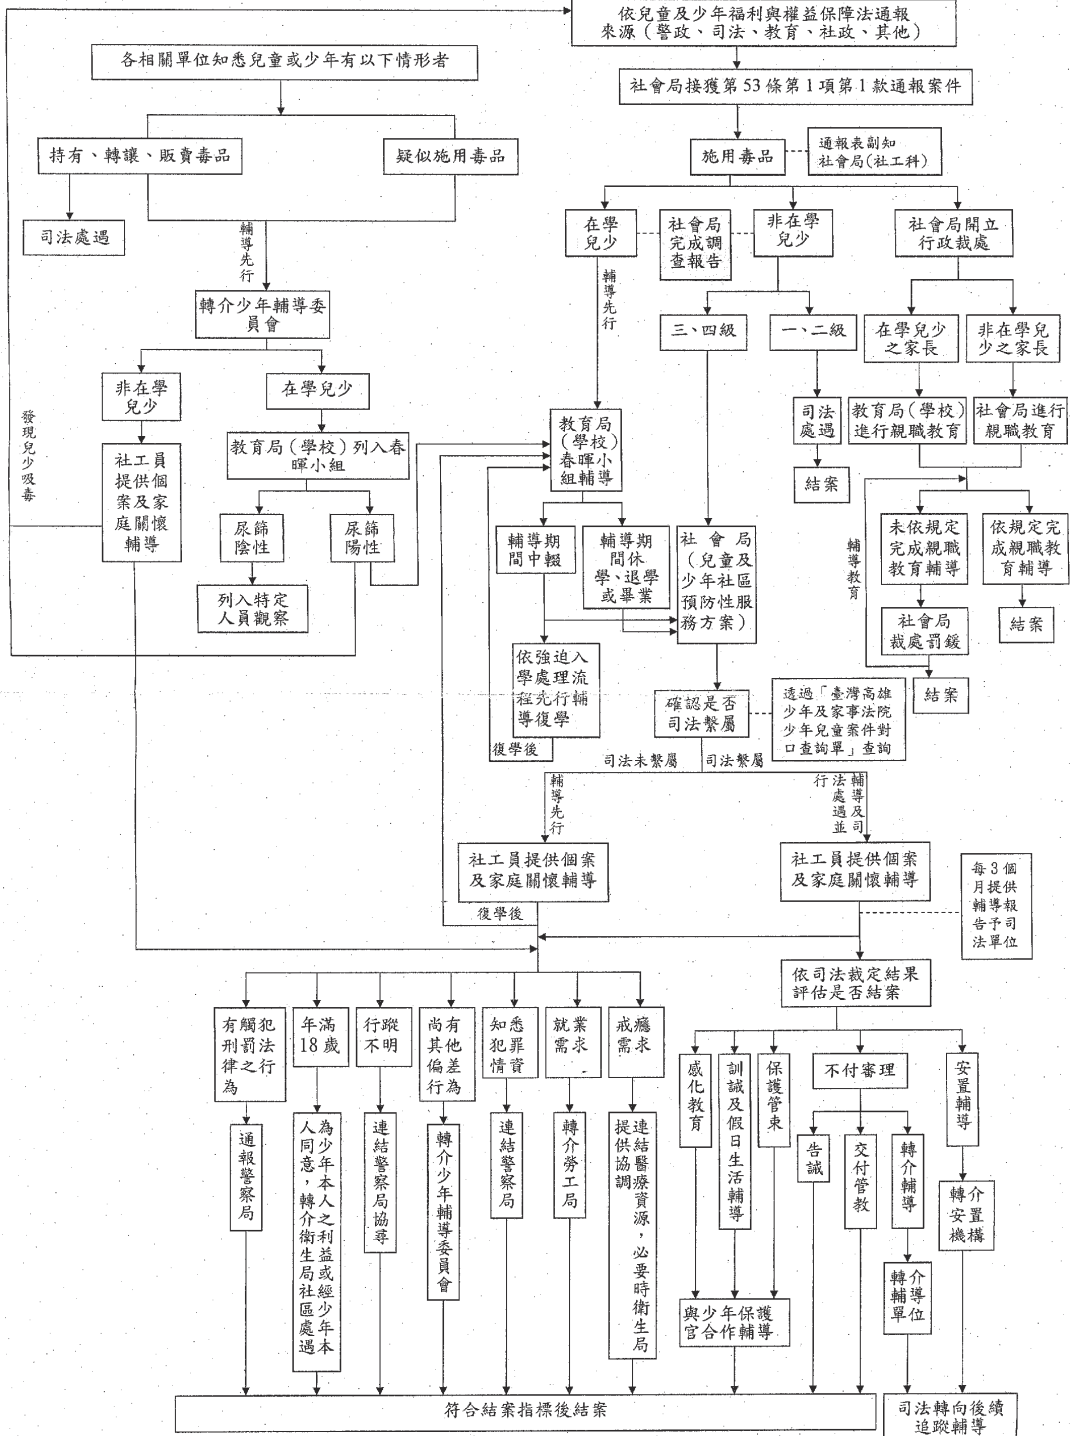 依兒童及少年福利與權益保障法通報
來源（警政、司法、教育、社政、其他）
各相關單位知悉兒童或少年有以下情形者
社會局接獲第53條第1項第1款通報案件
持有、轉讓、販賣毒品
疑似施用毒品
施用毒品
通報表副知
社會局(社工科)
司法處遇
輔導先行
在學
兒少
社會局
完成調
查報告
非在學
兒少
社會局開立
行政裁處
轉介少年輔導委
員會
輔導先行
三、四級
一、二級
在學兒少
之家長
非在學兒
少之家長
非在學
兒少
在學兒少
發現兒少吸毒
教育局（學校）列入春
暉小組
社工員
提供個
案及家
庭關懷
輔導
教育局
（學校）
春暉小
組輔導
司法
處遇
教育局（學校）
進行親職教育
社會局進行
親職教育
結案
尿篩
陰性
尿篩
陽性
輔導期
間中輟
輔導期
間休
學、退學
或畢業
社會局
（兒童及
少年社區
預防性服
務方案）
輔導教育
未依規定
完成親職
教育輔導
依規定完
成親職教
育輔導
列入特定
人員觀察
社會局
裁處罰鍰
結案
依強迫入
學處理流
程先行輔
導復學
確認是否
司法繫屬
透過「臺灣高雄
少年及家事法院
少年兒童案件對
口查詢單」查詢
結案
復學後
司法未繫屬
司法繫屬
輔導先行
輔導及司
法處遇並
行
社工員提供個案
及家庭關懷輔導
社工員提供個案
及家庭關懷輔導
每3個
月提供
輔導報
告予司
法單位
復學後
依司法裁定結果
評估是否結案
有觸犯
刑罰法
律之行
為
年滿
18歲
行蹤
不明
尚有
其他
偏差
行為
知悉
犯罪
情資
就業
需求
戒癮
需求
感化教育
訓誡及假日生活輔導
保護管束
不付審理
安置輔導
告誡
交付管教
轉介輔導
通報警察局
為少年本人之利益或經少年本
人同意，轉介衛生局社區處遇
連結警察局協尋
轉介少年輔導委員會
連結警察局
轉介勞工局
連結醫療資源，必要時衛生局
提供協調
轉介
安置
機構
轉介
輔導
單位
與少年保護
官合作輔導
符合結案指標後結案
司法轉向後續
追蹤輔導